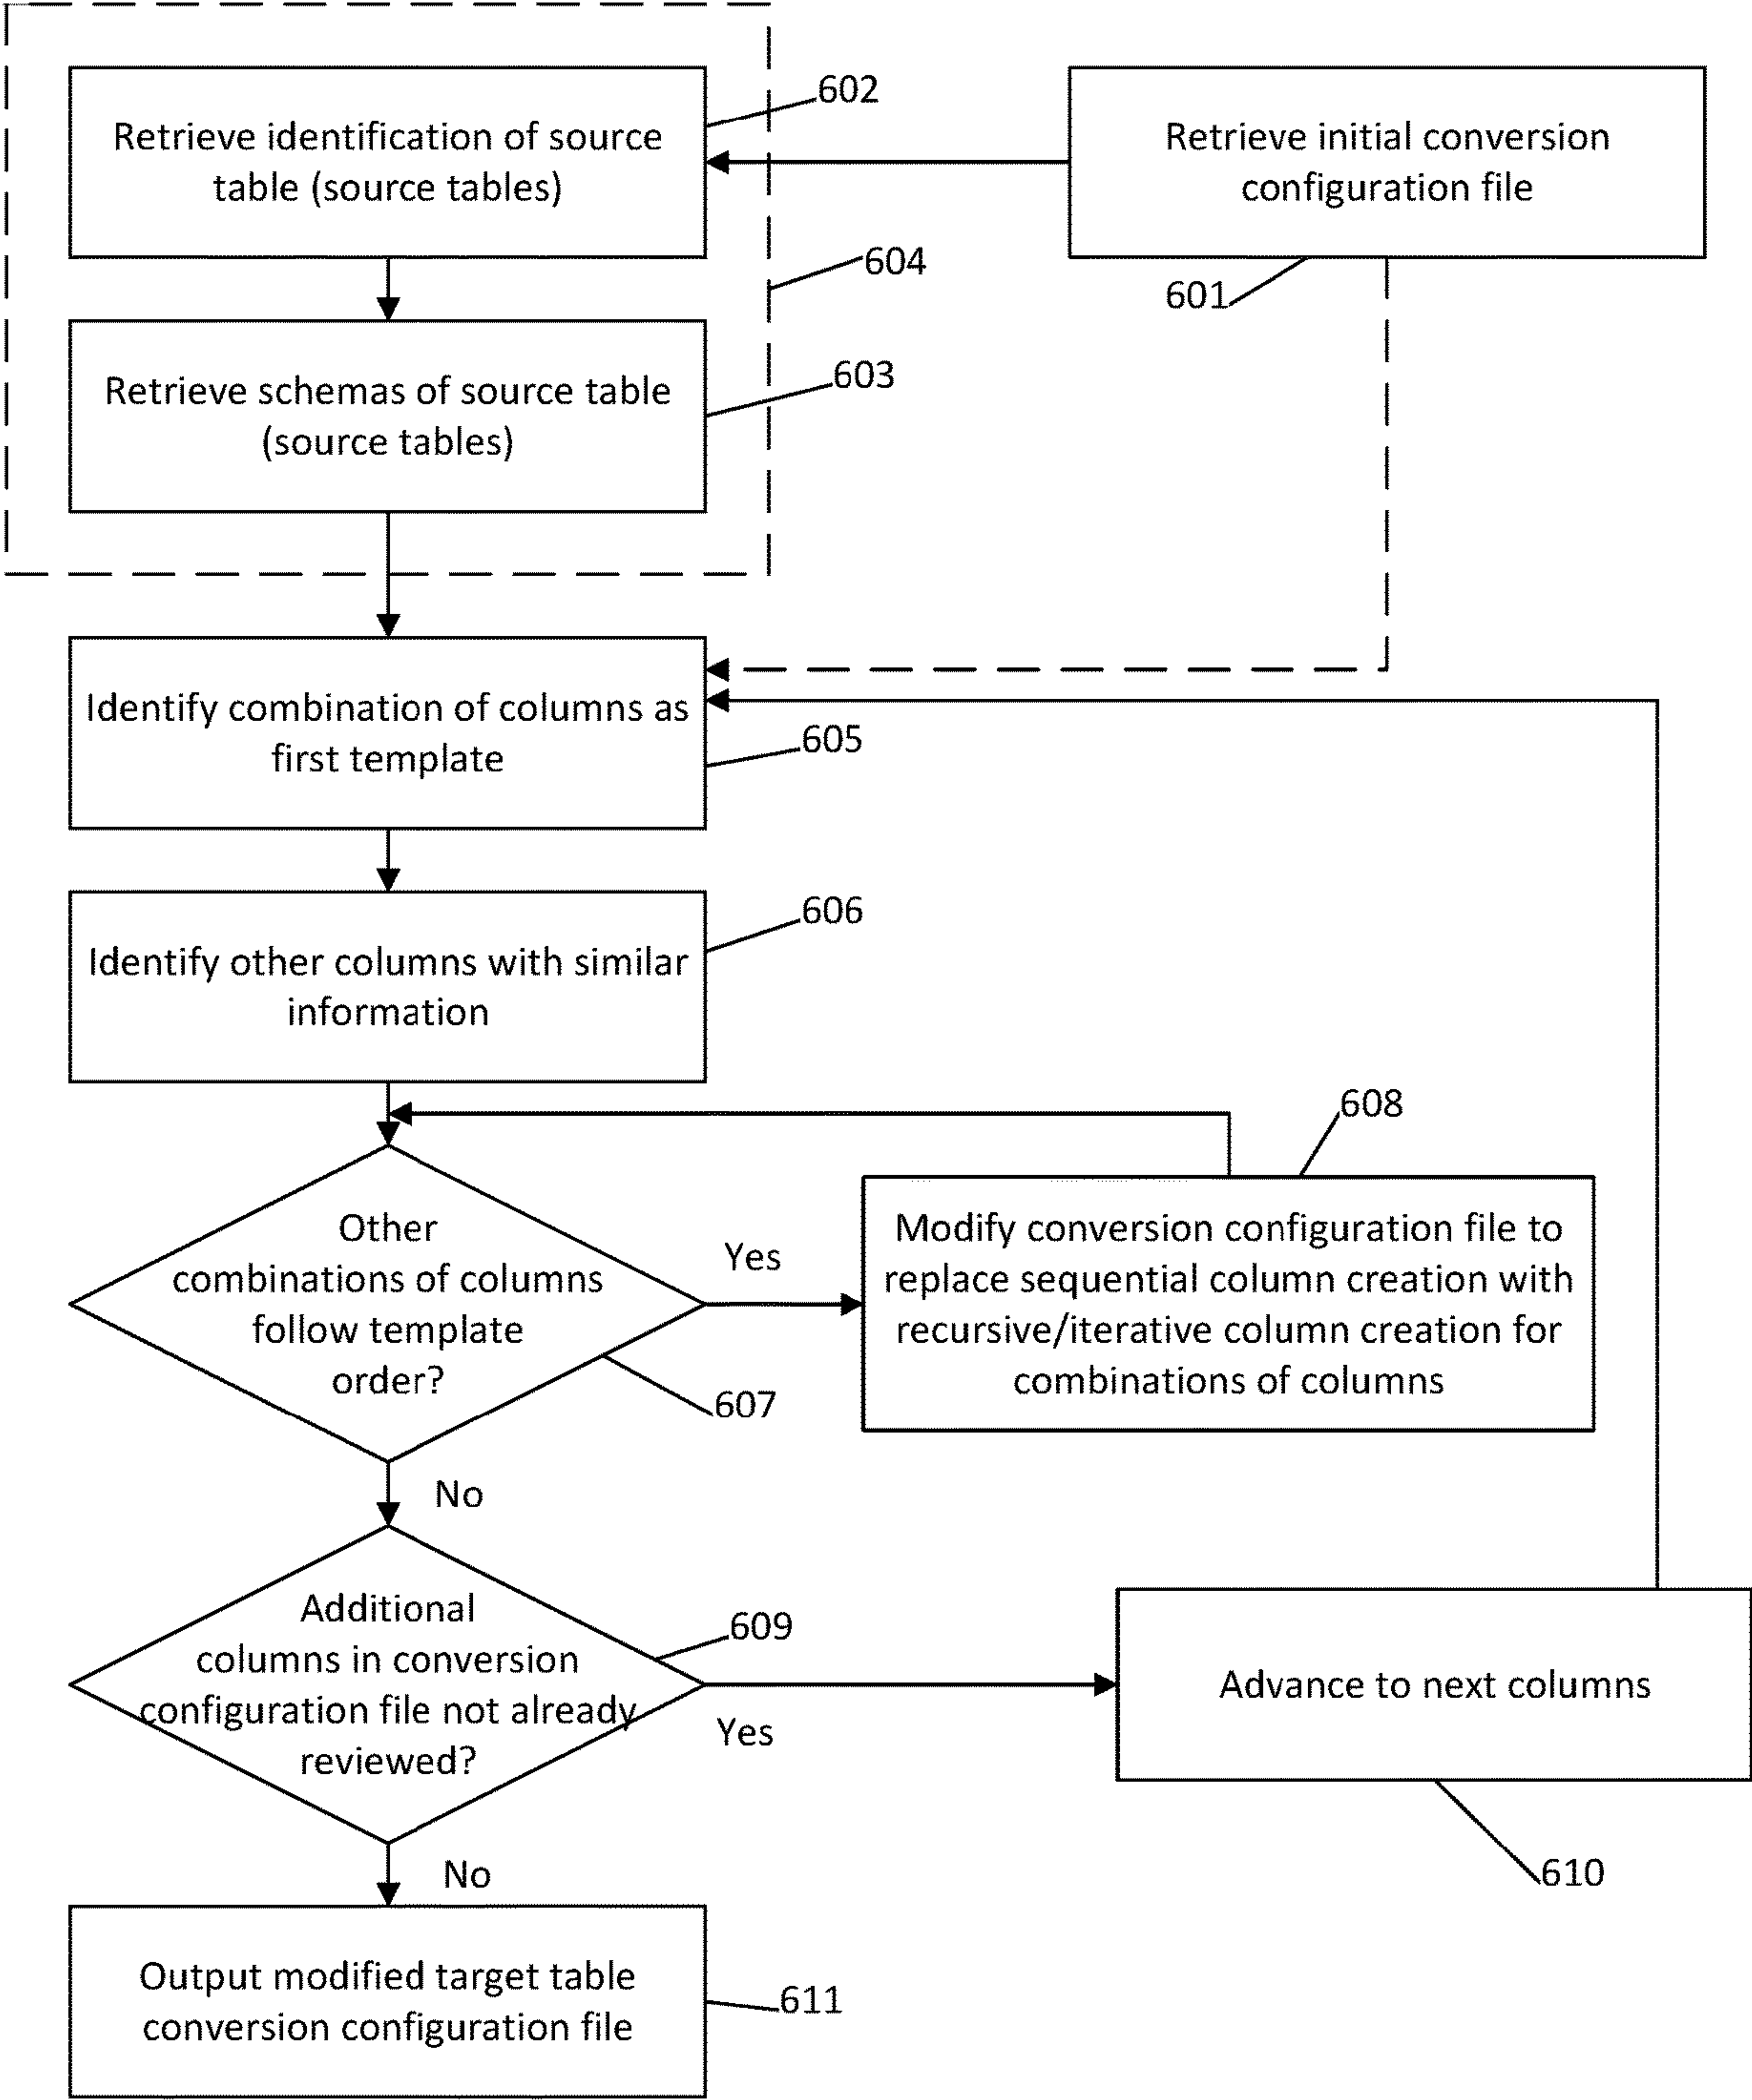 602
Retrieve identification of source
table (source tables)
Retrieve initial conversion
configuration file
604
601
603
Retrieve schemas of source table
(source tables)
Identify combination of columns as
first template
605
606
Identify other columns with similar
information
608
Other
combinations of columns
follow template
order?
Yes
Modify conversion configuration file to
replace sequential column creation with
recursive/iterative column creation for
combinations of columns
607
No
Additional
columns in conversion
configuration file not already
reviewed?
609
Yes
Advance to next columns
610
No
Output modified target table
conversion configuration file
611